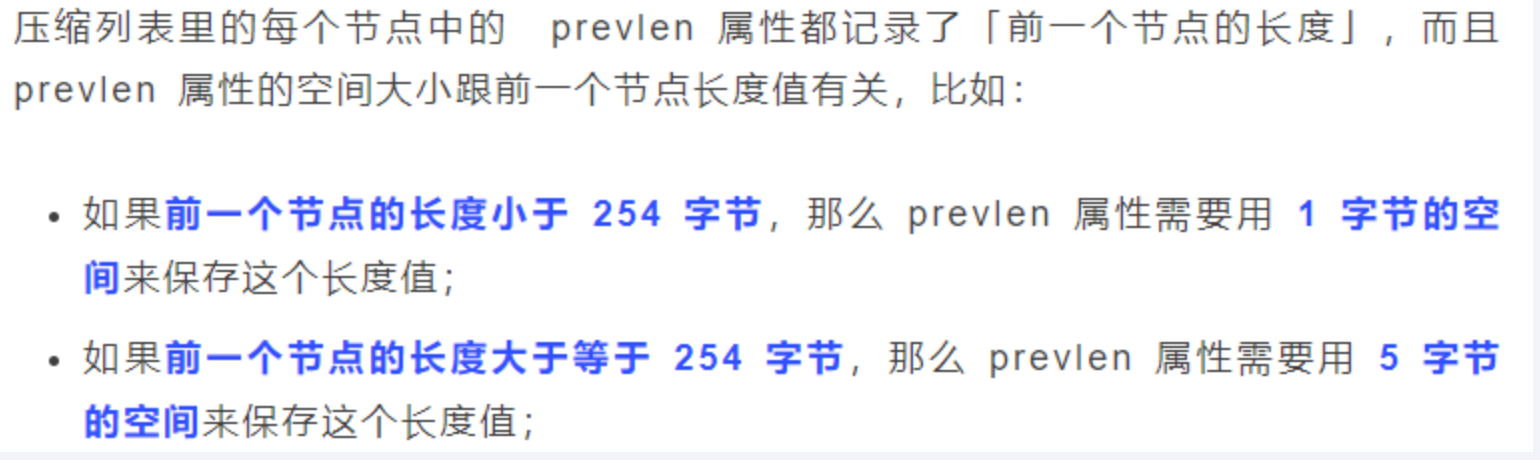 压缩列表里的每个节点中的 prevlen 属性都记录了「前一个节点的长度」，而且
prevlen 属性的空间大小跟前一个节点长度值有关，比如：
• 如果前一个节点的长度小于 254 字节，那么 prevlen 属性需要用 1 字节的空
间来保存这个长度值；
• 如果前一个节点的长度大于等于 254 字节，那么 prevlen 属性需要用 5 字节
的空间来保存这个长度值；